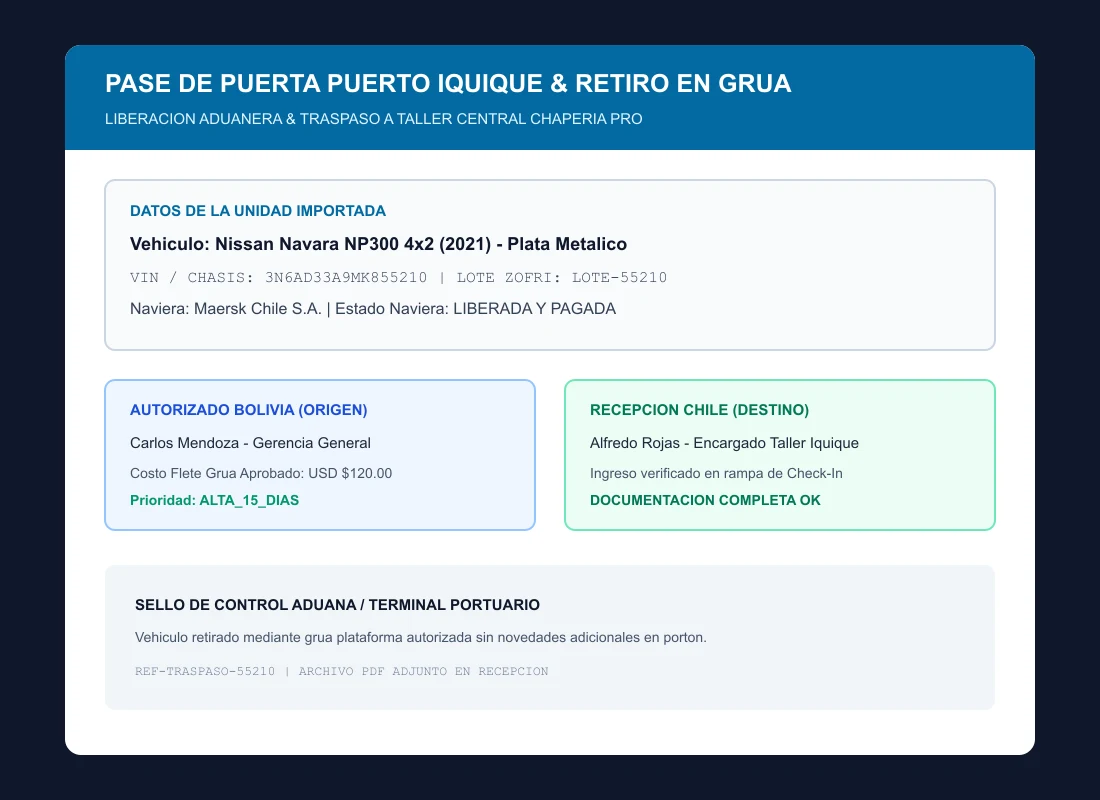 PASE DE PUERTA PUERTO IQUIQUE & RETIRO EN GRUA
LIBERACION ADUANERA & TRASPASO A TALLER CENTRAL CHAPERIA PRO
DATOS DE LA UNIDAD IMPORTADA
Vehiculo: Nissan Navara NP300 4x2 (2021) - Plata Metalico
VIN / CHASIS: 3N6AD33A9MK855210 | LOTE ZOFRI: LOTE-55210
Naviera: Maersk Chile S.A. | Estado Naviera: LIBERADA Y PAGADA
AUTORIZADO BOLIVIA (ORIGEN)
Carlos Mendoza - Gerencia General
Costo Flete Grua Aprobado: USD $120.00
Prioridad: ALTA_15_DIAS
RECEPCION CHILE (DESTINO)
Alfredo Rojas - Encargado Taller Iquique
Ingreso verificado en rampa de Check-In
DOCUMENTACION COMPLETA OK
SELLO DE CONTROL ADUANA / TERMINAL PORTUARIO
Vehiculo retirado mediante grua plataforma autorizada sin novedades adicionales en porton.
REF-TRASPASO-55210 | ARCHIVO PDF ADJUNTO EN RECEPCION